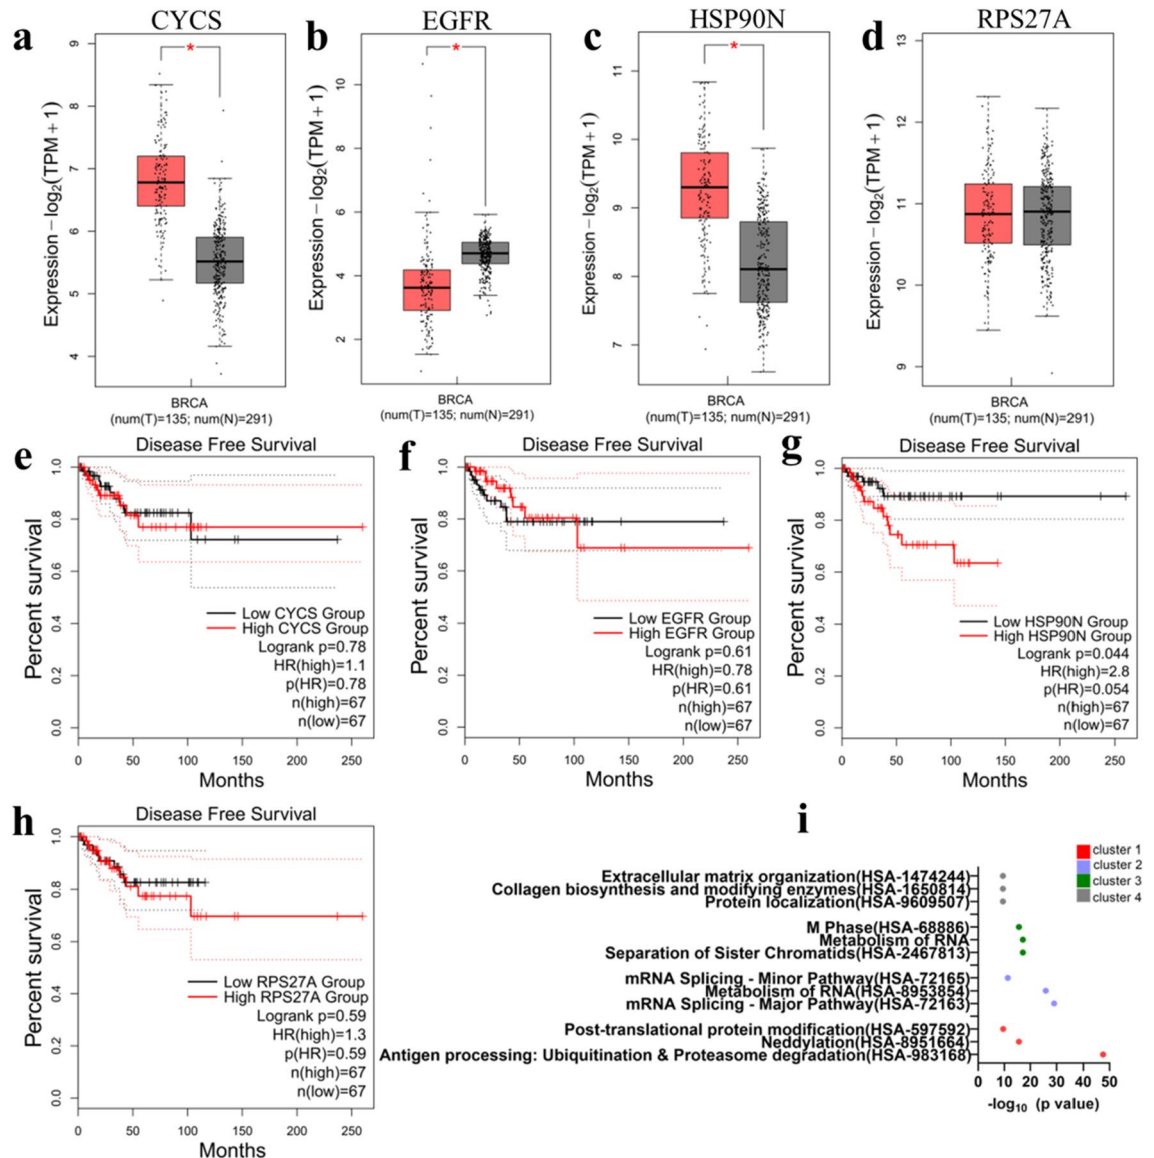 a
CYCS
*
Expression – log2(TPM + 1)
9
8
7
6
5
4
BRCA
(num(T)=135; num(N)=291)
b
EGFR
*
Expression – log2(TPM + 1)
10
8
6
4
2
BRCA
(num(T)=135; num(N)=291)
c
HSP90N
*
Expression – log2(TPM + 1)
11
10
9
8
7
BRCA
(num(T)=135; num(N)=291)
d
RPS27A
Expression – log2(TPM + 1)
13
12
11
10
9
BRCA
(num(T)=135; num(N)=291)
e
Disease Free Survival
Percent survival
1.0
0.8
0.6
0.4
0.2
0.0
Low CYCS Group
High CYCS Group
Logrank p=0.78
HR(high)=1.1
p(HR)=0.78
n(high)=67
n(low)=67
0 50 100 150 200 250
Months
f
Disease Free Survival
Percent survival
1.0
0.8
0.6
0.4
0.2
0.0
Low EGFR Group
High EGFR Group
Logrank p=0.61
HR(high)=0.78
p(HR)=0.61
n(high)=67
n(low)=67
0 50 100 150 200 250
Months
g
Disease Free Survival
Percent survival
1.0
0.8
0.6
0.4
0.2
0.0
Low HSP90N Group
High HSP90N Group
Logrank p=0.044
HR(high)=2.8
p(HR)=0.054
n(high)=67
n(low)=67
0 50 100 150 200 250
Months
h
Disease Free Survival
Percent survival
1.0
0.8
0.6
0.4
0.2
0.0
Low RPS27A Group
High RPS27A Group
Logrank p=0.59
HR(high)=1.3
p(HR)=0.59
n(high)=67
n(low)=67
0 50 100 150 200 250
Months
i
cluster 1
cluster 2
cluster 3
cluster 4
Extracellular matrix organization(HSA-1474244)
Collagen biosynthesis and modifying enzymes(HSA-1650814)
Protein localization(HSA-9609507)
M Phase(HSA-68886)
Metabolism of RNA
Separation of Sister Chromatids(HSA-2467813)
mRNA Splicing - Minor Pathway(HSA-72165)
Metabolism of RNA(HSA-8953854)
mRNA Splicing - Major Pathway(HSA-72163)
Post-translational protein modification(HSA-597592)
Neddylation(HSA-8951664)
Antigen processing: Ubiquitination & Proteasome degradation(HSA-983168)
0 10 20 30 40 50
-log10 (p value)